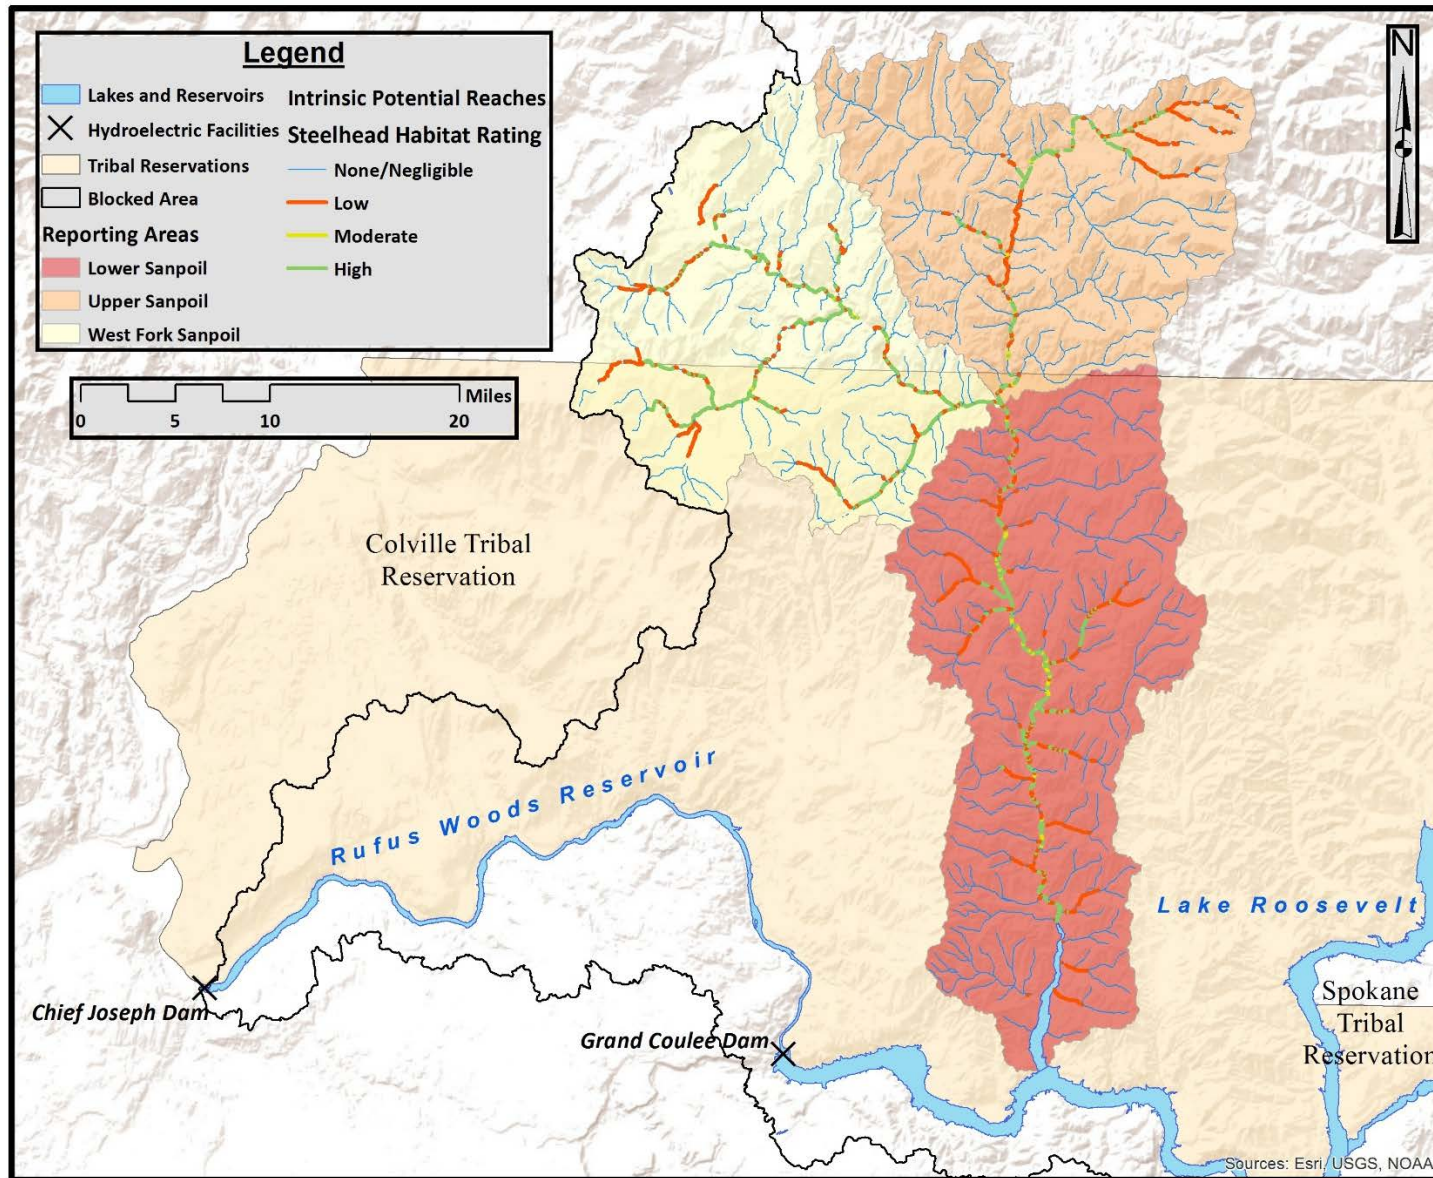 Legend
Lakes and Reservoirs
Hydroelectric Facilities
Tribal Reservations
Blocked Area
Reporting Areas
Lower Sanpoil
Upper Sanpoil
West Fork Sanpoil
Intrinsic Potential Reaches
Steelhead Habitat Rating
None/Negligible
Low
Moderate
High
N
Miles
0 5 10 20
Colville Tribal
Reservation
Rufus Woods Reservoir
Lake Roosevelt
Chief Joseph Dam
Grand Coulee Dam
Spokane
Tribal
Reservation
Sources: Esri, USGS, NOAA